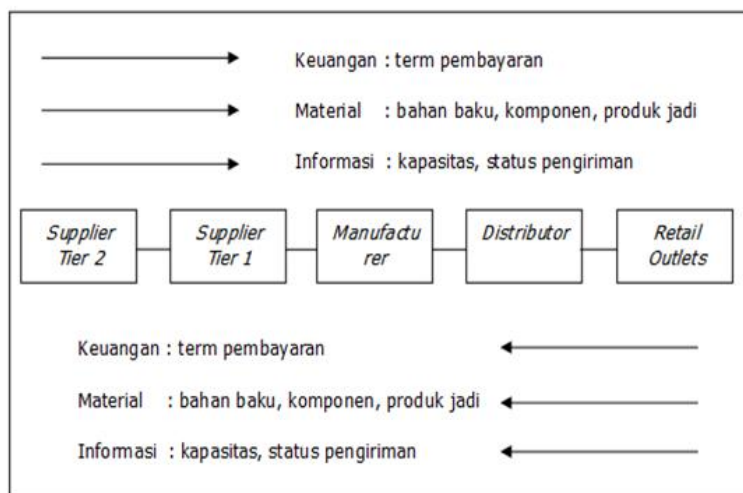 Keuangan : term pembayaran
Material : bahan baku, komponen, produk jadi
Informasi : kapasitas, status pengiriman
Supplier Tier 2
Supplier Tier 1
Manufactu rer
Distributor
Retail Outlets
Keuangan : term pembayaran
Material : bahan baku, komponen, produk jadi
Informasi : kapasitas, status pengiriman